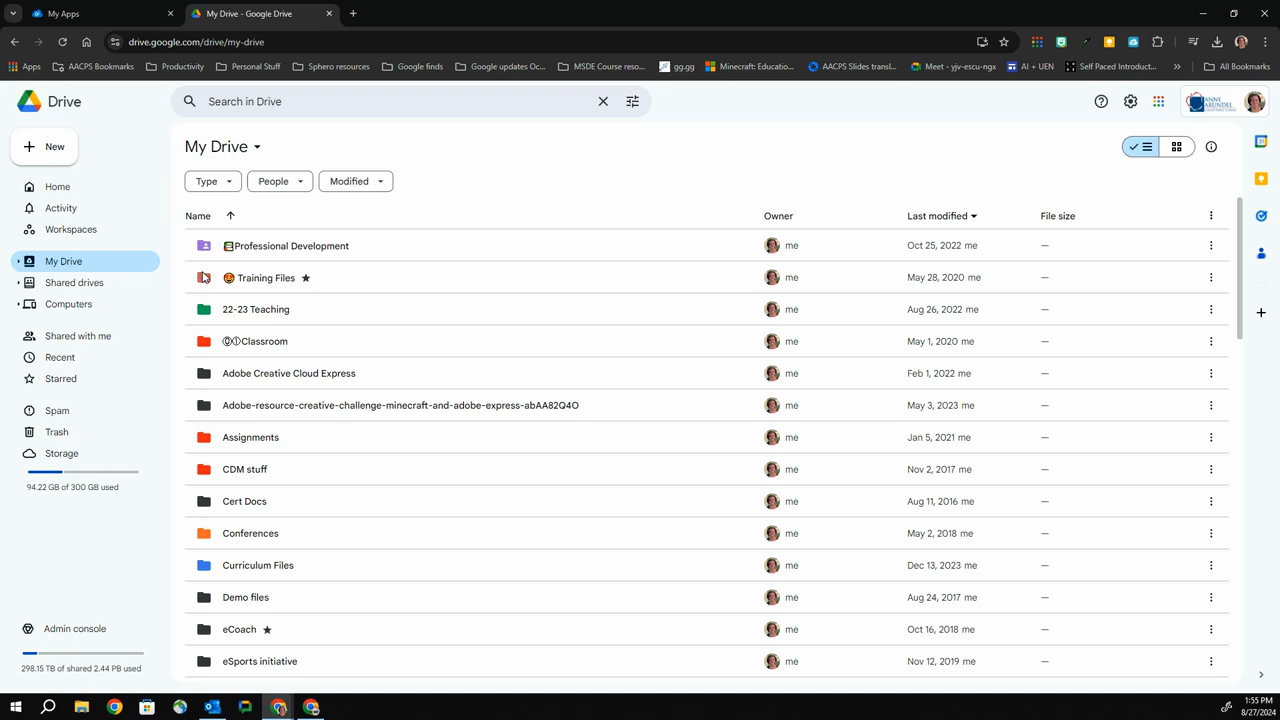 My Apps
My Drive - Google Drive
drive.google.com/drive/my-drive
Apps
AACPS Bookmarks
Productivity
Personal Stuff
Sphero resources
Google finds
Google updates Oc...
MSDE Course reso...
gg.gg
Minecraft: Educatio...
AACPS Slides transl...
Meet - yjv-escu-ngx
AI + UEN
Self Paced Introduct...
All Bookmarks
Drive
Search in Drive
ANNE ARUNDEL
New
My Drive
Type
People
Modified
Home
Activity
Workspaces
My Drive
Shared drives
Computers
Shared with me
Recent
Starred
Spam
Trash
Storage
94.22 GB of 300 GB used
Admin console
298.15 TB of shared 2.44 PB used
Name Owner Last modified File size
Professional Development me Oct 25, 2022 me —
Training Files me May 28, 2020 me —
22-23 Teaching me Aug 26, 2022 me —
⓪①Classroom me May 1, 2020 me —
Adobe Creative Cloud Express me Feb 1, 2022 me —
Adobe-resource-creative-challenge-minecraft-and-adobe-express-abAA82Q4O me May 3, 2023 me —
Assignments me Jan 5, 2021 me —
CDM stuff me Nov 2, 2017 me —
Cert Docs me Aug 11, 2016 me —
Conferences me May 2, 2018 me —
Curriculum Files me Dec 13, 2023 me —
Demo files me Aug 24, 2017 me —
eCoach me Oct 16, 2018 me —
eSports initiative me Nov 12, 2019 me —
1:55 PM
8/27/2024